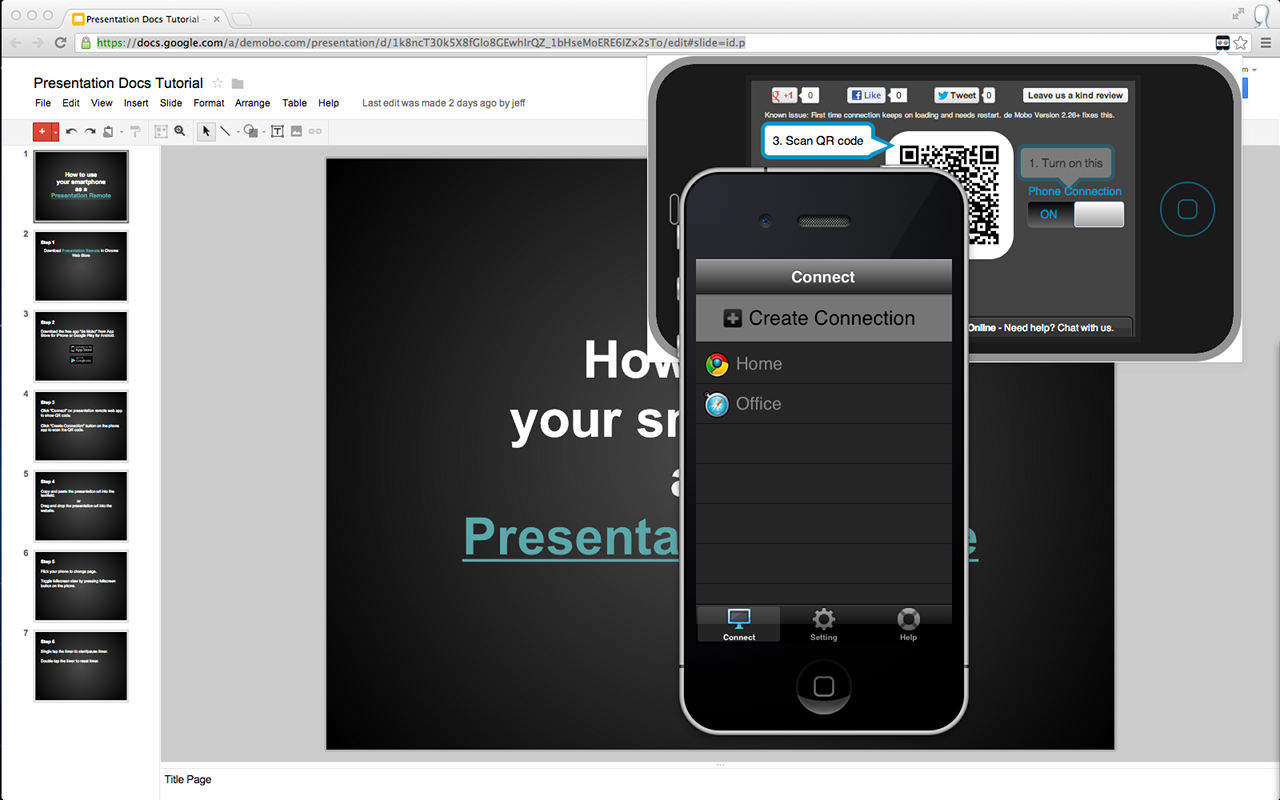 Presentation Docs Tutorial -
https://docs.google.com/a/demobo.com/presentation/d/1k8ncT30k5X8fGlo8GEwhIrQZ_1bHseMoERE6IZx2sTo/edit#slide=id.p
Presentation Docs Tutorial
File Edit View Insert Slide Format Arrange Table Help Last edit was made 2 days ago by jeff
+1 0 Like 0 Tweet 0 Leave us a kind review
Known issue: First time connection keeps on loading and needs restart. de Mobo Version 2.26+ fixes this.
3. Scan QR code
1. Turn on this
Phone Connection
ON
Online - Need help? Chat with us.
Connect
Create Connection
Home
Office
Connect Setting Help
1
How to use
your smartphone
as a
Presentation Remote
2
Step 1
Download Presentation Remote in Chrome
Web Store
3
Step 2
Download the free app "de Mobo" from App
Store for iPhone or Google Play for Android.
4
Step 3
Click "Connect" on presentation remote web app
to show QR code.
Click "Create Connection" button on the phone
app to scan the QR code.
5
Step 4
Copy and paste the presentation url into the
textfield.
or
Drag and drop the presentation url into the
website.
6
Step 5
Flick your phone to change page.
Toggle fullscreen view by pressing fullscreen
button on the phone.
7
Step 6
Single tap the timer to start/pause timer.
Double tap the timer to reset timer.
How
your sm
a
Presenta e
Title Page